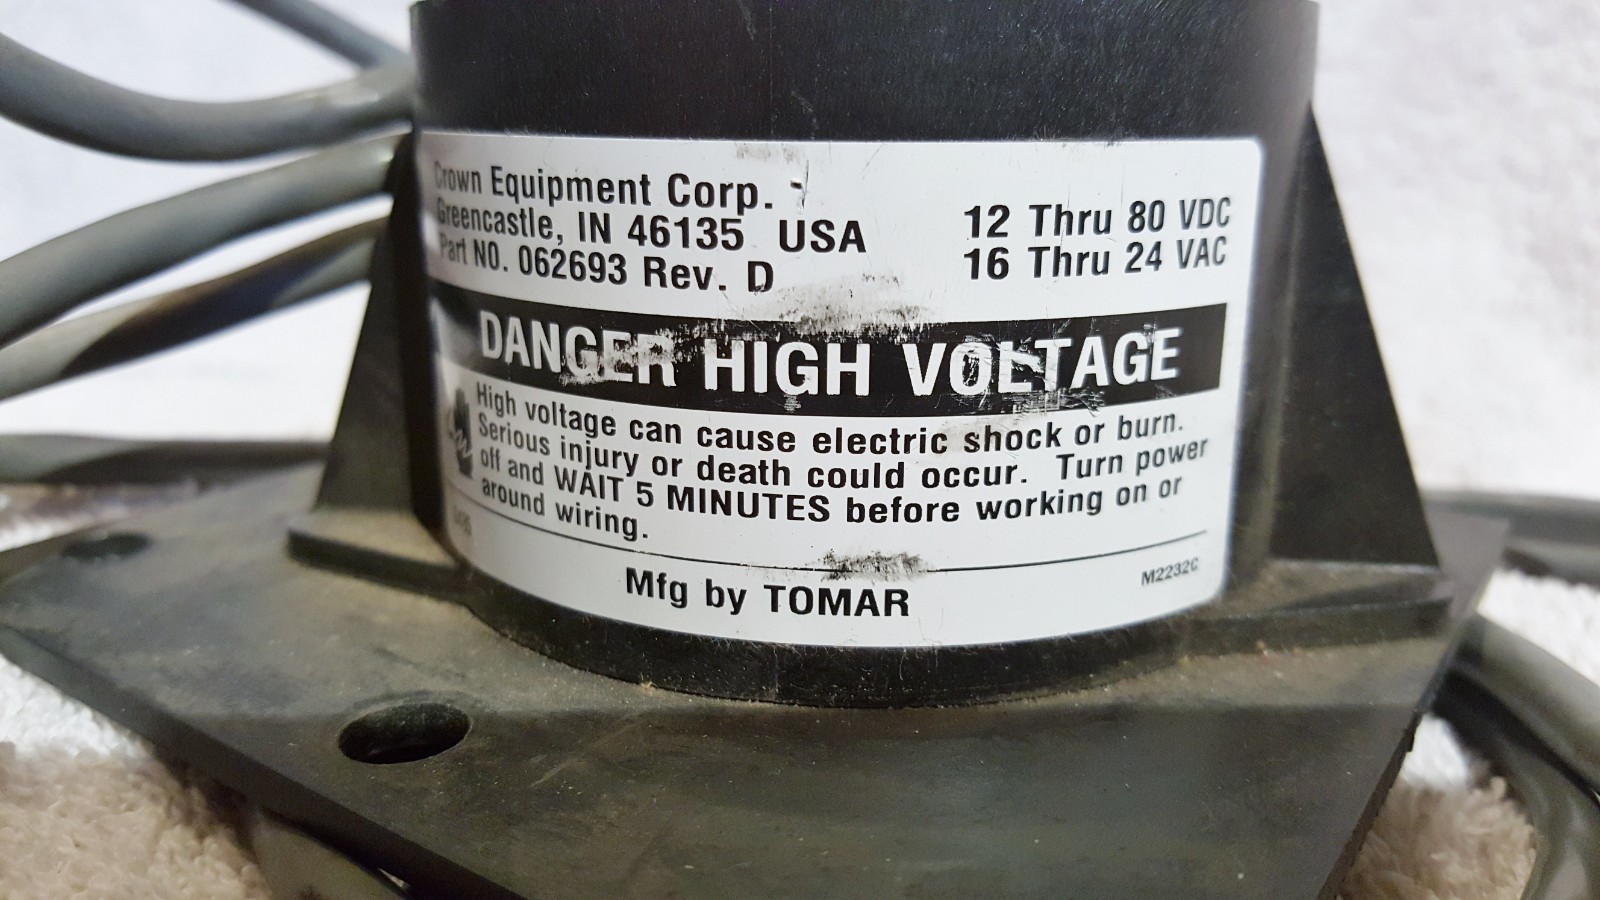 Crown Equipment Corp.
Greencastle, IN 46135 USA
Part NO. 062693 Rev. D
12 Thru 80 VDC
16 Thru 24 VAC
DANGER HIGH VOLTAGE
High voltage can cause electric shock or burn.
Serious injury or death could occur. Turn power
off and WAIT 5 MINUTES before working on or
around wiring.
Mfg by TOMAR
M2232C